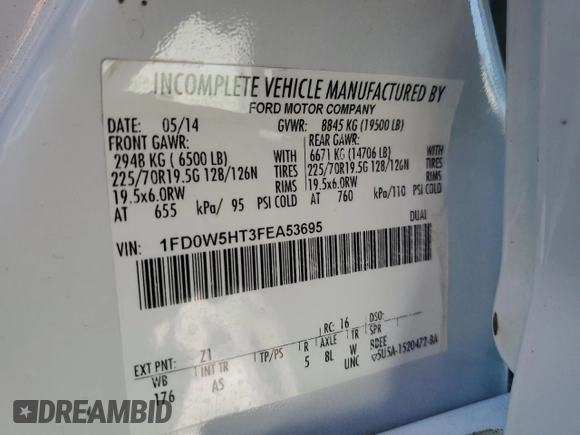 INCOMPLETE VEHICLE MANUFACTURED BY
FORD MOTOR COMPANY
DATE: 05/14 GVWR: 8845 KG (19500 LB)
FRONT GAWR: REAR GAWR:
2948 KG ( 6500 LB) WITH 6671 KG (14706 LB) WITH
225/70R19.5G 128/126N TIRES 225/70R19.5G 128/126N TIRES
19.5x6.0RW RIMS 19.5x6.0RW RIMS
AT 655 kPa/ 95 PSI COLD AT 760 kPa/110 PSI COLD
DUAL
VIN: 1FD0W5HT3FEA53695
EXT PNT: Z1 RC: 16 DSO:
WB INT TR TP/PS R AXLE TR SPR
176 AS 5 8L W BDEE
UNC 5U5A-1520472-BA
DREAMBID